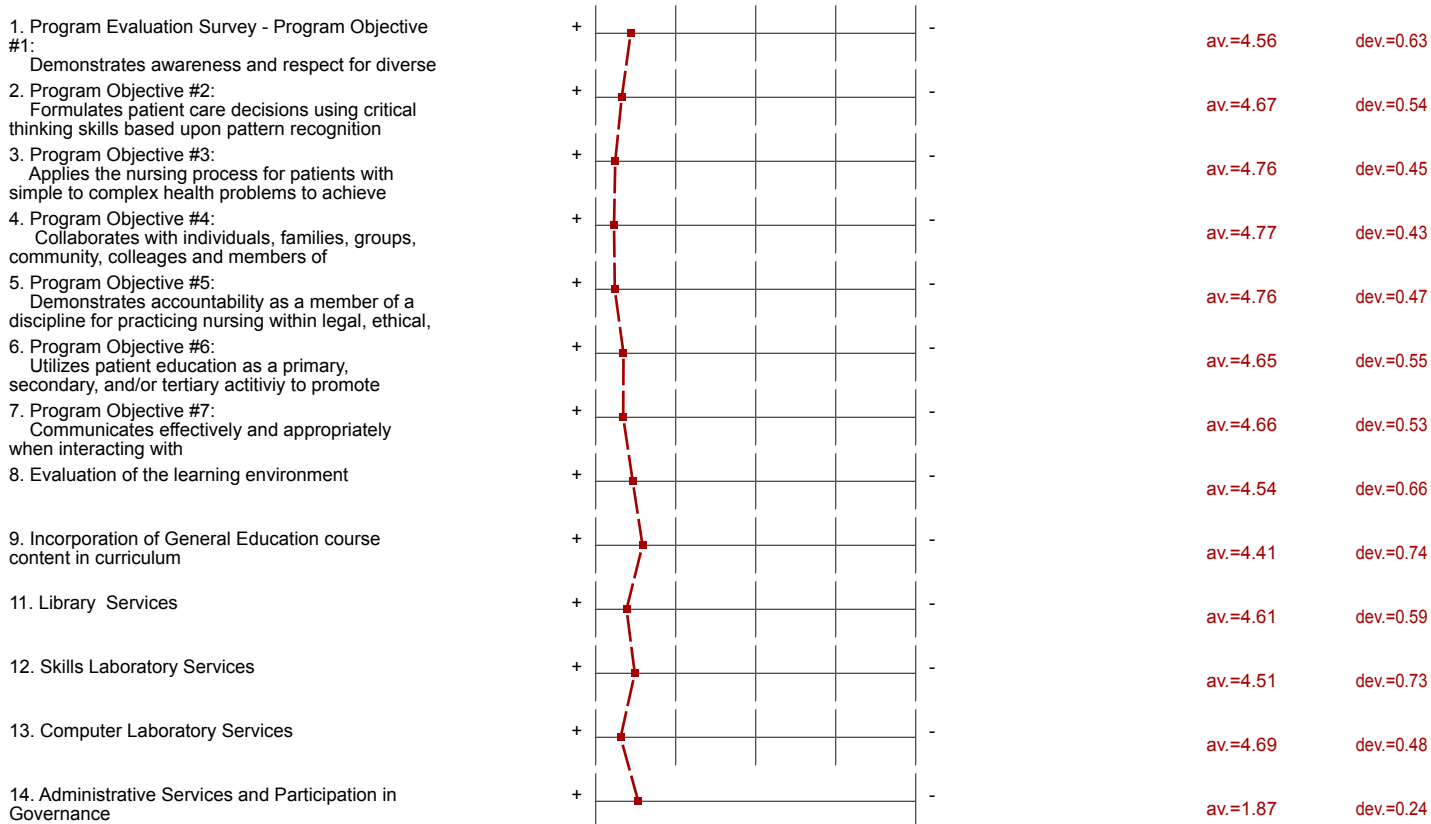 1. Program Evaluation Survey - Program Objective
#1:
Demonstrates awareness and respect for diverse
+ - av.=4.56 dev.=0.63
2. Program Objective #2:
Formulates patient care decisions using critical
thinking skills based upon pattern recognition
+ - av.=4.67 dev.=0.54
3. Program Objective #3:
Applies the nursing process for patients with
simple to complex health problems to achieve
+ - av.=4.76 dev.=0.45
4. Program Objective #4:
Collaborates with individuals, families, groups,
community, colleages and members of
+ - av.=4.77 dev.=0.43
5. Program Objective #5:
Demonstrates accountability as a member of a
discipline for practicing nursing within legal, ethical,
+ - av.=4.76 dev.=0.47
6. Program Objective #6:
Utilizes patient education as a primary,
secondary, and/or tertiary actitiviy to promote
+ - av.=4.65 dev.=0.55
7. Program Objective #7:
Communicates effectively and appropriately
when interacting with
+ - av.=4.66 dev.=0.53
8. Evaluation of the learning environment
+ - av.=4.54 dev.=0.66
9. Incorporation of General Education course
content in curriculum
+ - av.=4.41 dev.=0.74
11. Library  Services
+ - av.=4.61 dev.=0.59
12. Skills Laboratory Services
+ - av.=4.51 dev.=0.73
13. Computer Laboratory Services
+ - av.=4.69 dev.=0.48
14. Administrative Services and Participation in
Governance
+ - av.=1.87 dev.=0.24